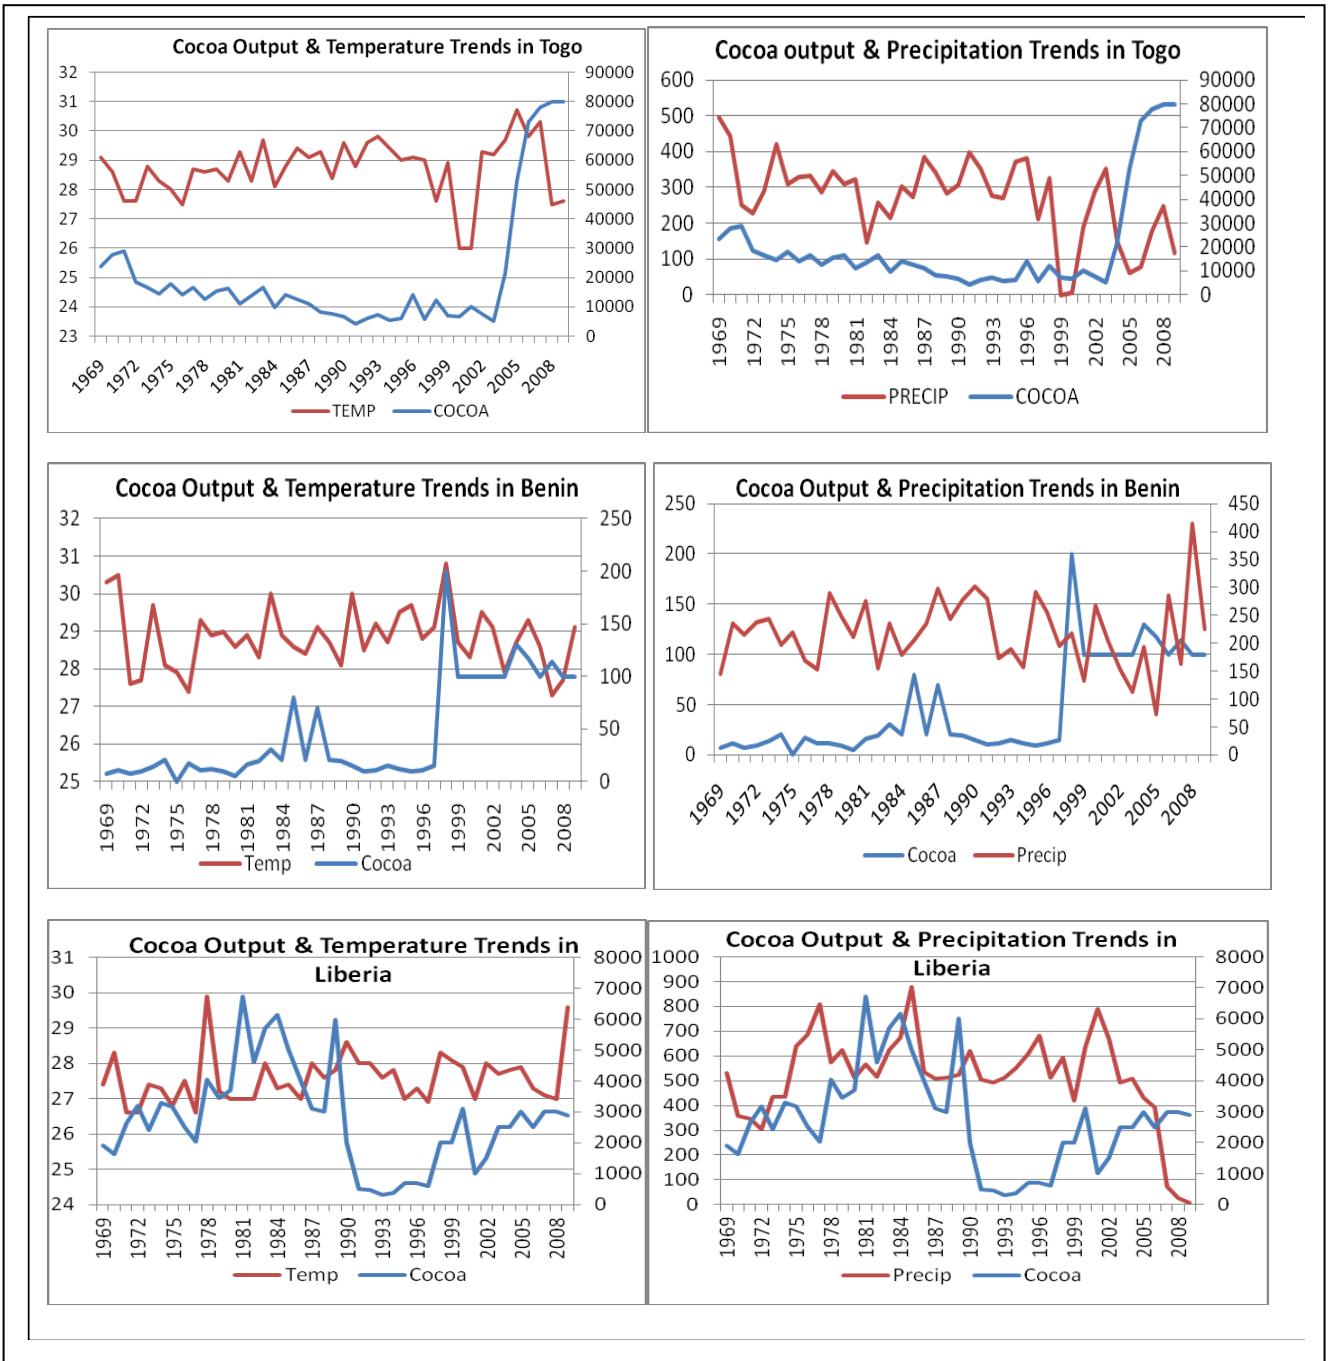 Cocoa Output & Temperature Trends in Togo
32 90000
31 80000
30 70000
29 60000
28 50000
27 40000
26 30000
25 20000
24 10000
23 0
1969 1972 1975 1978 1981 1984 1987 1990 1993 1996 1999 2002 2005 2008
TEMP COCOA
Cocoa output & Precipitation Trends in Togo
600 90000
500 80000
400 70000
300 60000
200 50000
100 40000
0 30000
20000
10000
0
1969 1972 1975 1978 1981 1984 1987 1990 1993 1996 1999 2002 2005 2008
PRECIP COCOA
Cocoa Output & Temperature Trends in Benin
32 250
31 200
30 150
29 100
28 50
27 0
26
25
1969 1972 1975 1978 1981 1984 1987 1990 1993 1996 1999 2002 2005 2008
Temp Cocoa
Cocoa Output & Precipitation Trends in Benin
250 450
200 400
150 350
100 300
50 250
0 200
150
100
50
0
1969 1972 1975 1978 1981 1984 1987 1990 1993 1996 1999 2002 2005 2008
Cocoa Precip
Cocoa Output & Temperature Trends in
Liberia
31 8000
30 7000
29 6000
28 5000
27 4000
26 3000
25 2000
24 1000
0
1969 1972 1975 1978 1981 1984 1987 1990 1993 1996 1999 2002 2005 2008
Temp Cocoa
Cocoa Output & Precipitation Trends in
Liberia
1000 8000
900 7000
800 6000
700 5000
600 4000
500 3000
400 2000
300 1000
200 0
100
0
1969 1972 1975 1978 1981 1984 1987 1990 1993 1996 1999 2002 2005 2008
Precip Cocoa